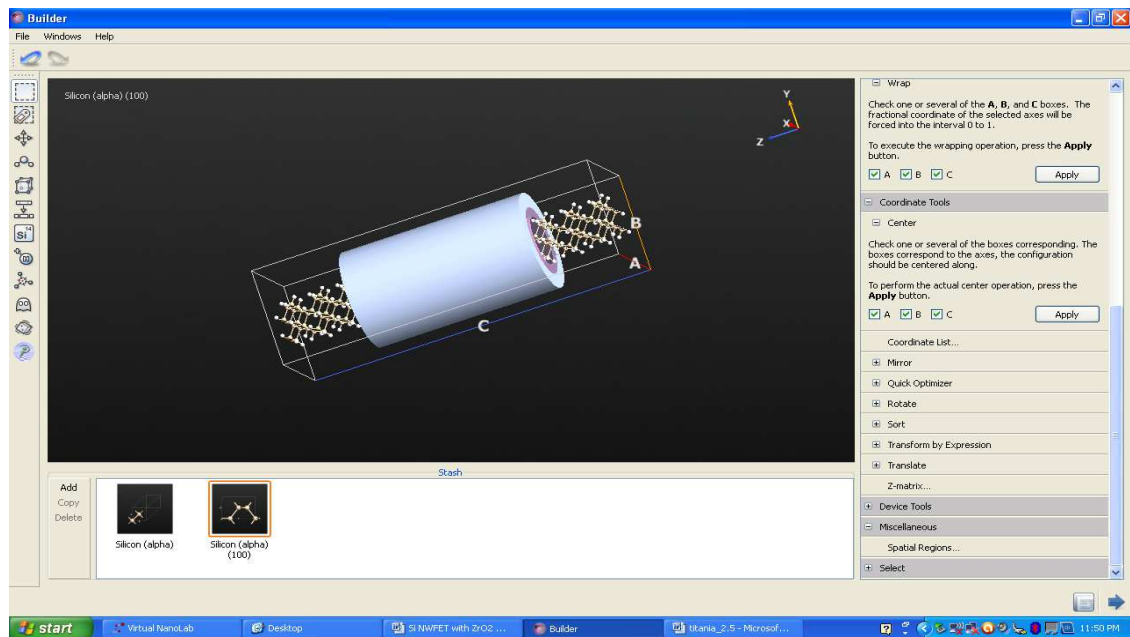 Builder
File Windows Help
Silicon (alpha) (100)
Y
X
Z
B
A
C
Wrap
Check one or several of the A, B, and C boxes. The
fractional coordinate of the selected axes will be
forced into the interval 0 to 1.
To execute the wrapping operation, press the Apply
button.
A B C Apply
Coordinate Tools
Center
Check one or several of the boxes corresponding. The
boxes correspond to the axes, the configuration
should be centered along.
To perform the actual center operation, press the
Apply button.
A B C Apply
Coordinate List...
Mirror
Quick Optimizer
Rotate
Sort
Transform by Expression
Translate
Z-matrix...
Device Tools
Miscellaneous
Spatial Regions...
Select
Si
Stash
Add
Copy
Delete
Silicon (alpha)
Silicon (alpha)
(100)
start
Virtual NanoLab
Desktop
Si NWFET with ZrO2 ...
Builder
titania_2.5 - Microsof...
11:50 PM